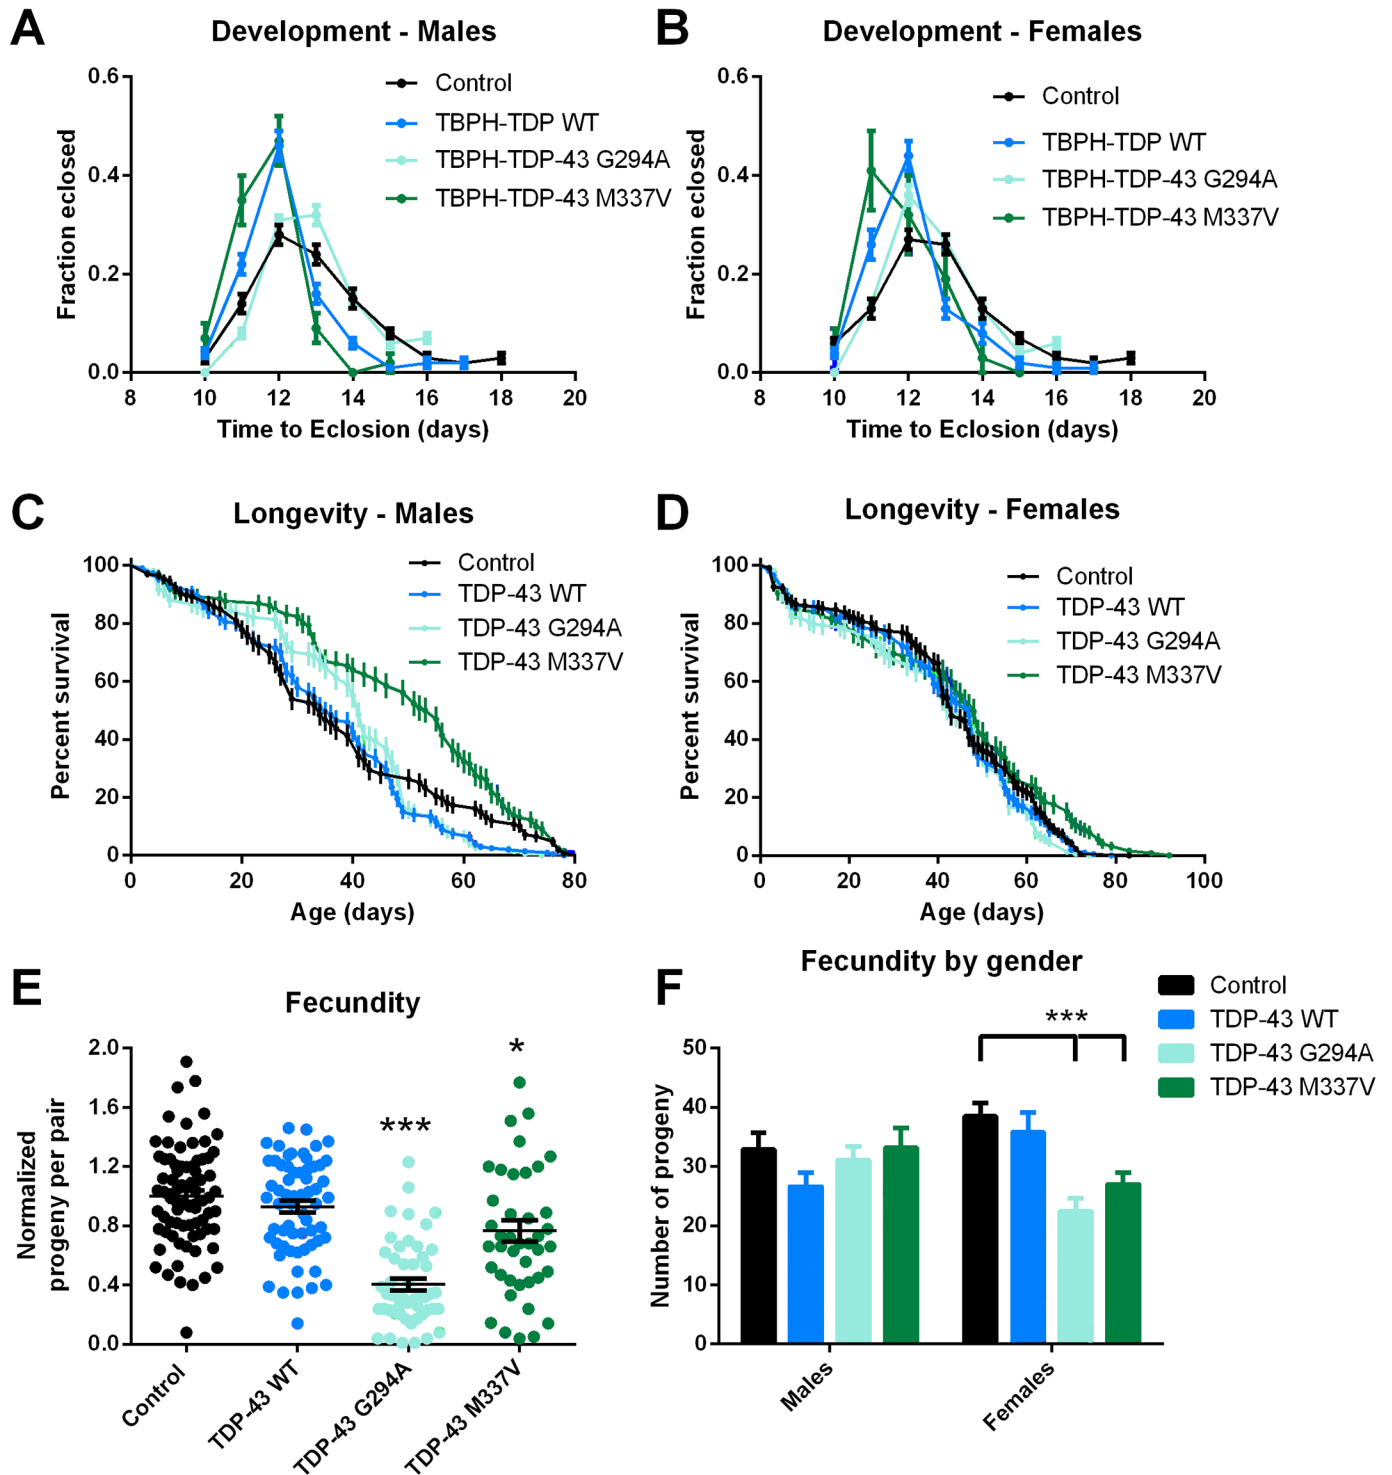 A
Development - Males
0.6
0.4
0.2
0.0
Fraction eclosed
8 10 12 14 16 18 20
Time to Eclosion (days)
Control
TBPH-TDP WT
TBPH-TDP-43 G294A
TBPH-TDP-43 M337V
B
Development - Females
0.6
0.4
0.2
0.0
Fraction eclosed
8 10 12 14 16 18 20
Time to Eclosion (days)
Control
TBPH-TDP WT
TBPH-TDP-43 G294A
TBPH-TDP-43 M337V
C
Longevity - Males
100
80
60
40
20
0
Percent survival
0 20 40 60 80
Age (days)
Control
TDP-43 WT
TDP-43 G294A
TDP-43 M337V
D
Longevity - Females
100
80
60
40
20
0
Percent survival
0 20 40 60 80 100
Age (days)
Control
TDP-43 WT
TDP-43 G294A
TDP-43 M337V
E
Fecundity
2.0
1.6
1.2
0.8
0.4
0.0
Normalized
progeny per pair
***
*
Control
TDP-43 WT
TDP-43 G294A
TDP-43 M337V
F
Fecundity by gender
50
40
30
20
10
0
Number of progeny
***
Males
Females
Control
TDP-43 WT
TDP-43 G294A
TDP-43 M337V